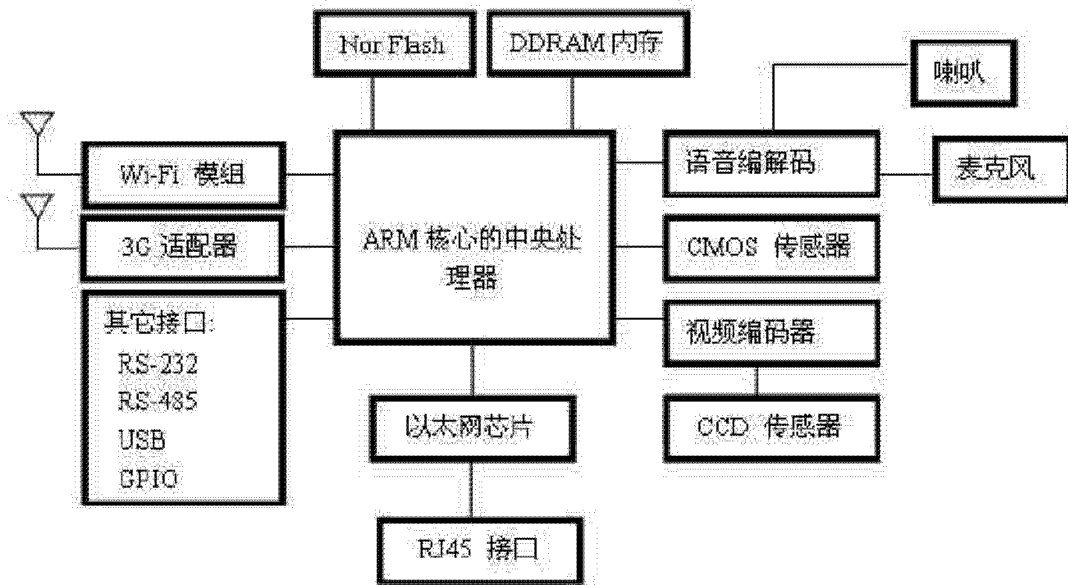 Nor Flash
DDRAM 内存
喇叭
Wi-Fi 模组
语音编解码
麦克风
3G 适配器
ARM 核心的中央处
理器
CMOS 传感器
其它接口:
RS-232
RS-485
USB
GPIO
视频编码器
以太网芯片
CCD 传感器
RJ45 接口